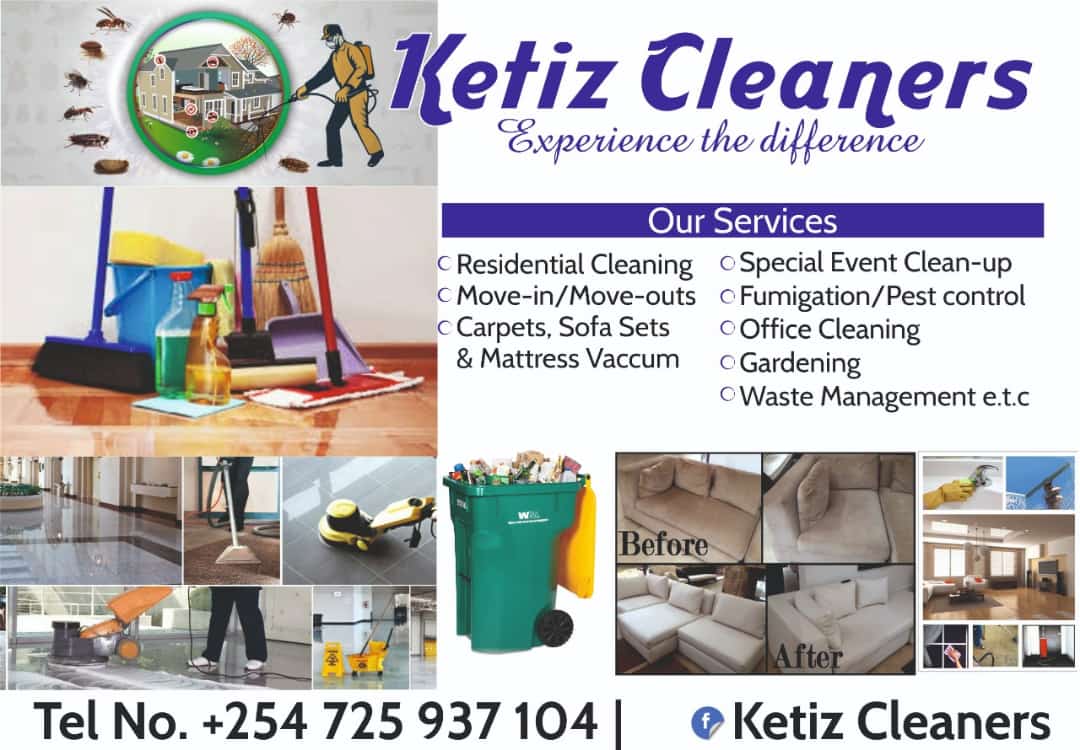 Ketiz Cleaners
Experience the difference
Our Services
Residential Cleaning
Move-in/Move-outs
Carpets, Sofa Sets
& Mattress Vaccum
Special Event Clean-up
Fumigation/Pest control
Office Cleaning
Gardening
Waste Management e.t.c
Before
After
Tel No. +254 725 937 104 |
f Ketiz Cleaners